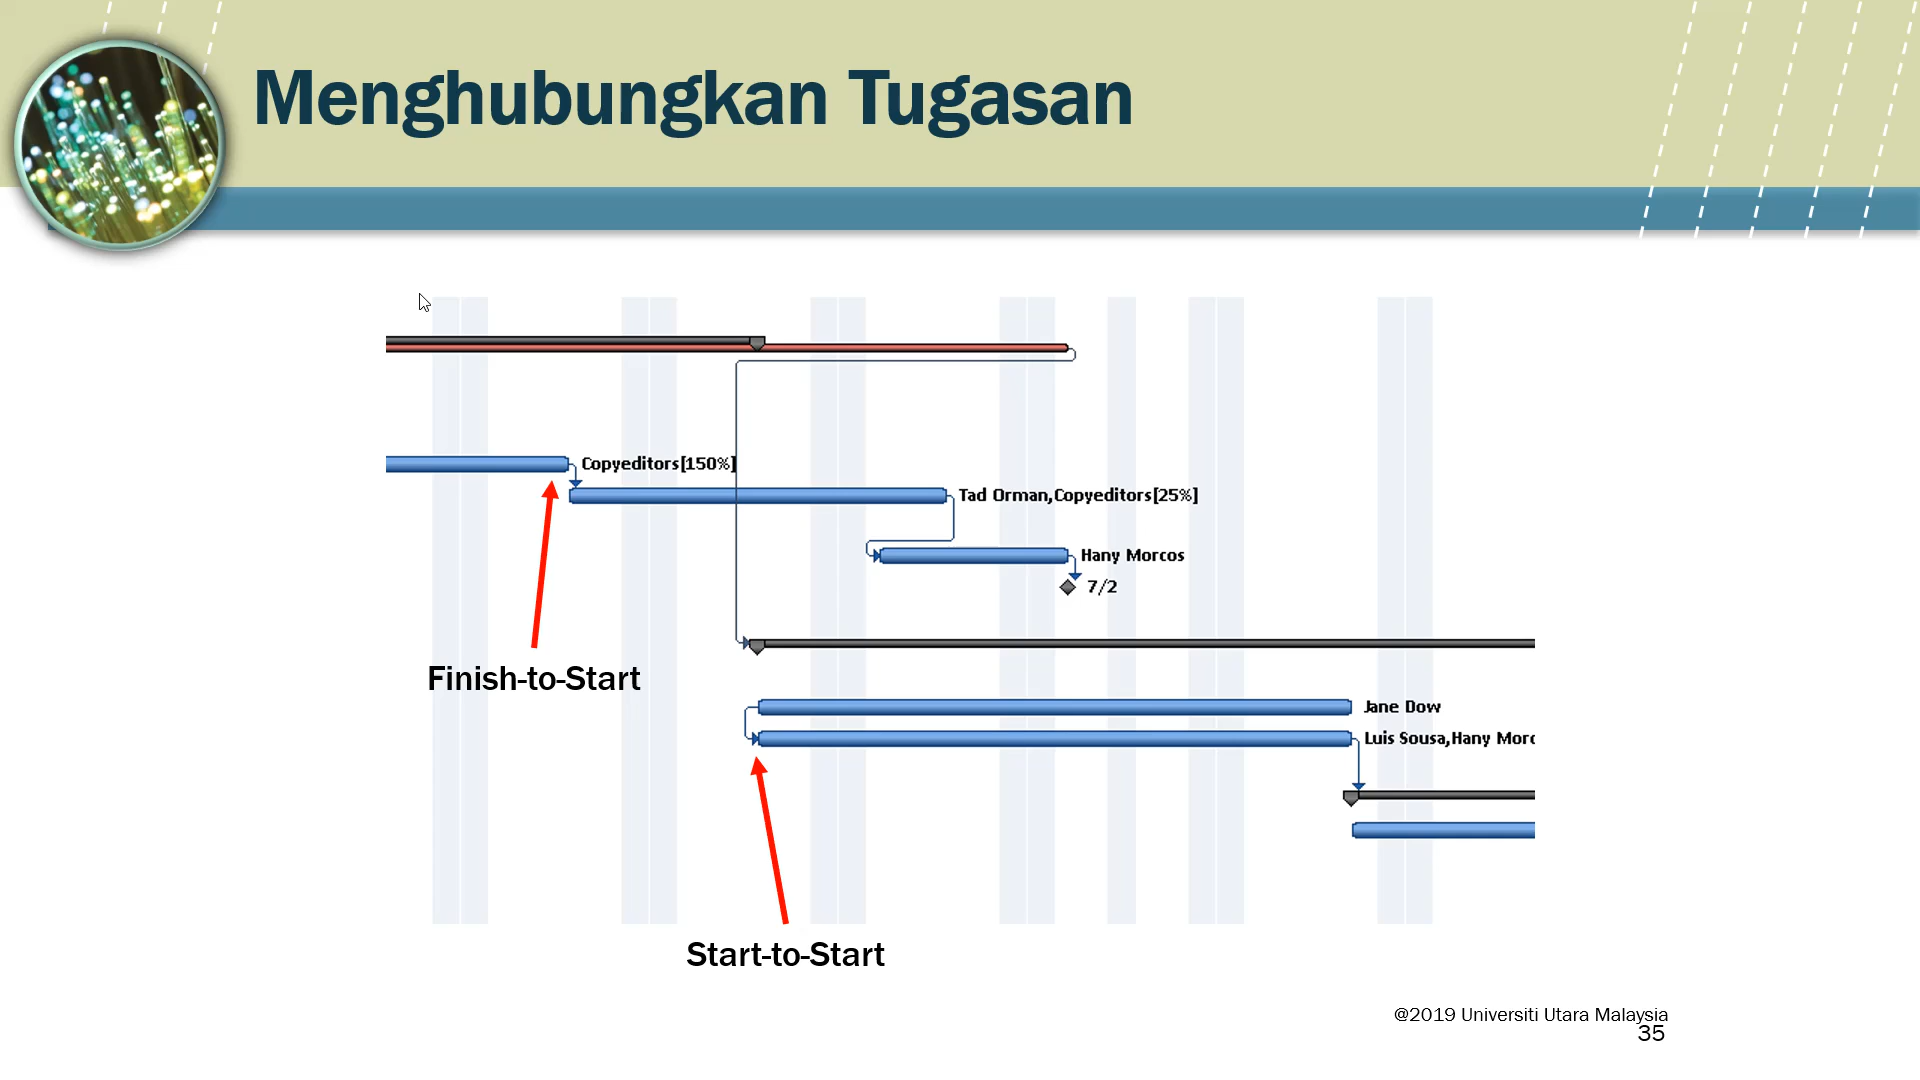 Menghubungkan Tugasan
Copyeditors[150%]
Tad Orman,Copyeditors[25%]
Hany Morcos
7/2
Finish-to-Start
Jane Dow
Luis Sousa,Hany Morc
Start-to-Start
@2019 Universiti Utara Malaysia
35